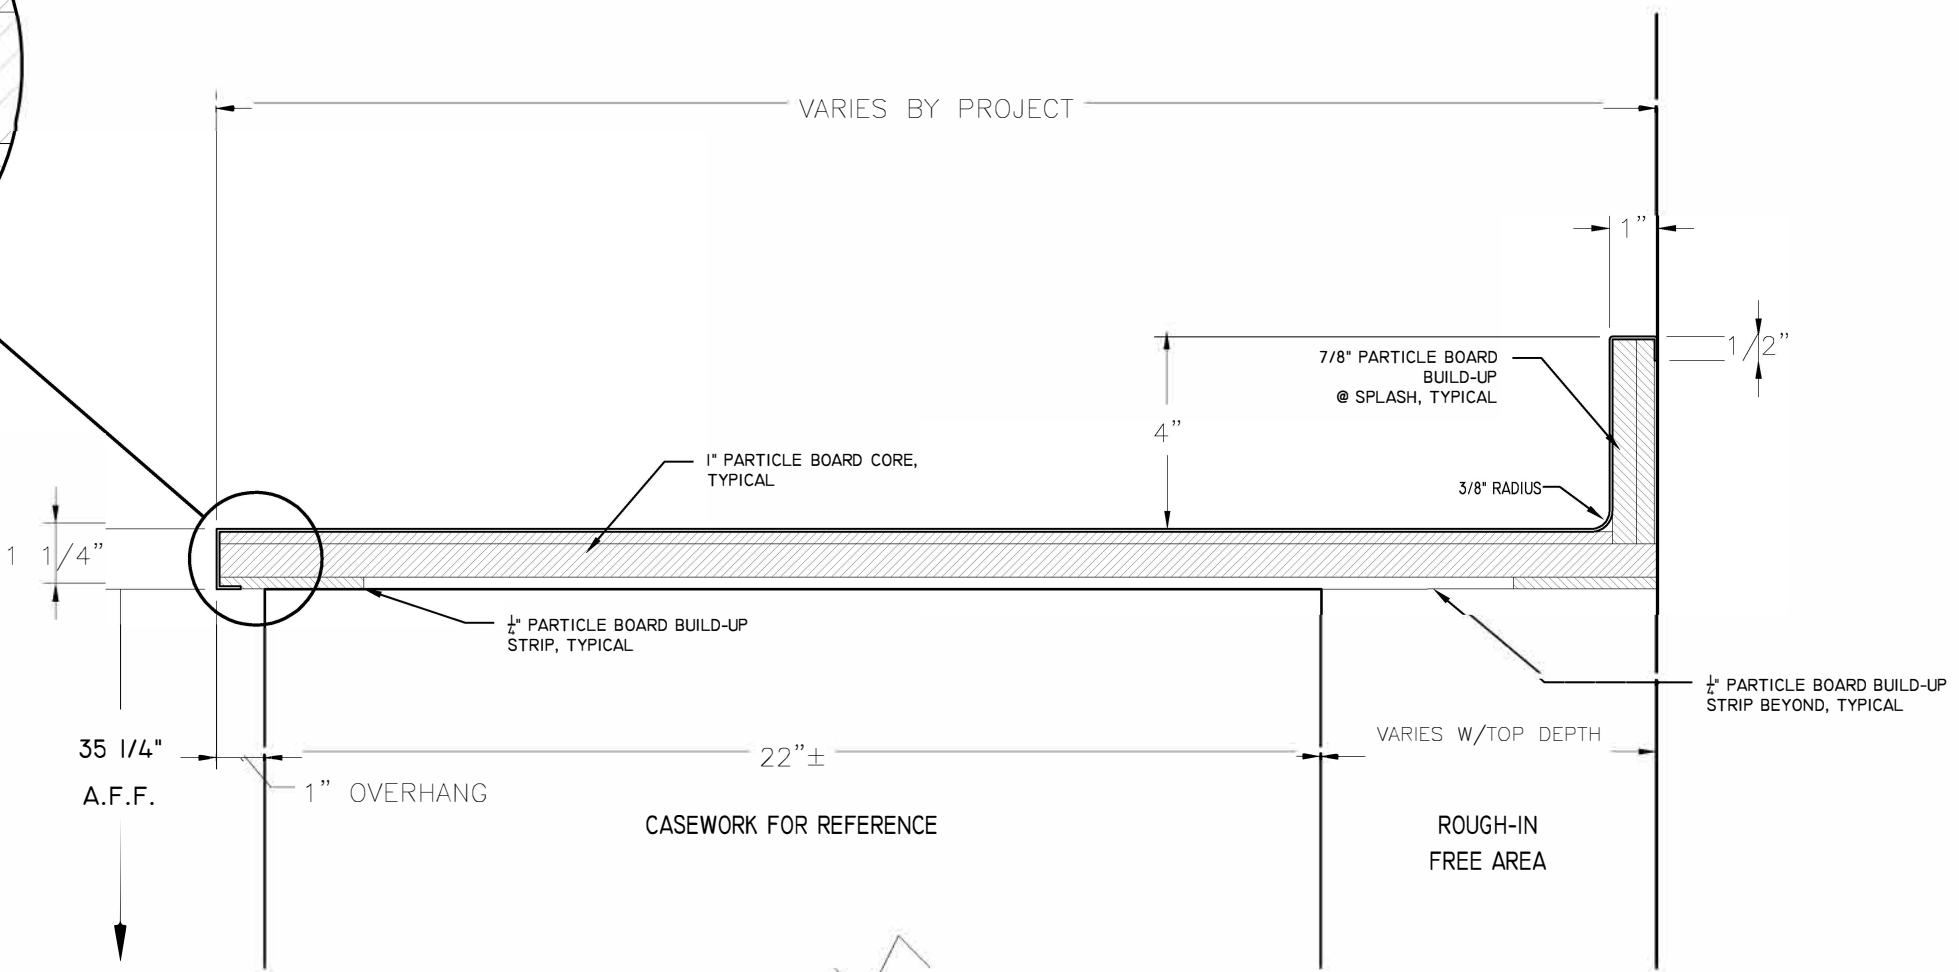 VARIES BY PROJECT
1"
1/2"
7/8" PARTICLE BOARD
BUILD-UP
@ SPLASH, TYPICAL
4"
1" PARTICLE BOARD CORE,
TYPICAL
3/8" RADIUS
1 1/4"
1/4" PARTICLE BOARD BUILD-UP
STRIP, TYPICAL
1/4" PARTICLE BOARD BUILD-UP
STRIP BEYOND, TYPICAL
35 1/4"
A.F.F.
22"±
VARIES W/TOP DEPTH
1" OVERHANG
CASEWORK FOR REFERENCE
ROUGH-IN
FREE AREA